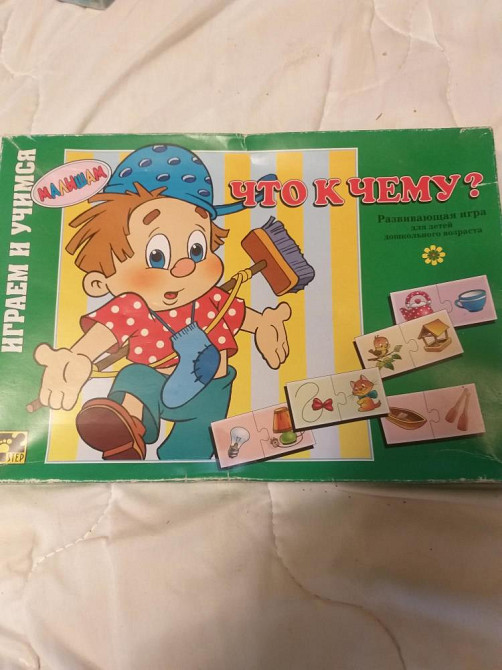 ИГРАЕМ И УЧИМСЯ
МАЛЫШАМ
ЧТО К ЧЕМУ?
Развивающая игра
для детей
дошкольного возраста